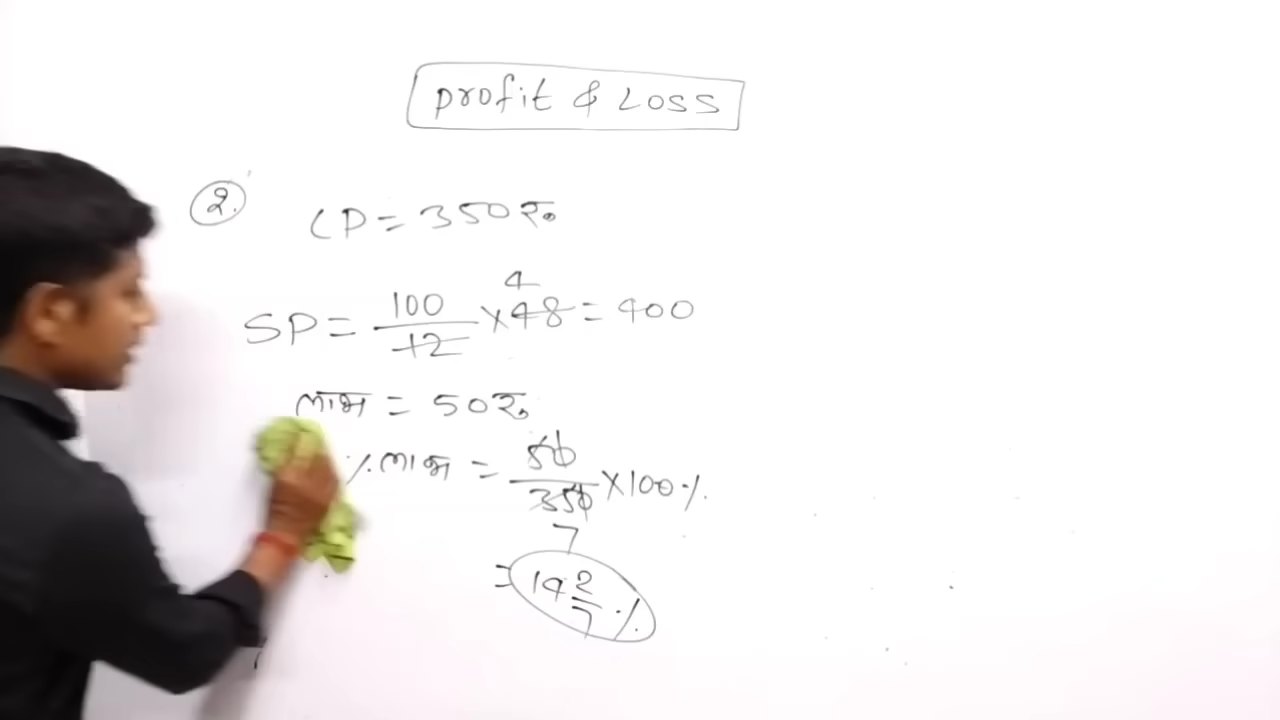 Profit & Loss
2.
CP = 350 रु.
SP = 100/12 × 48 = 400
4
लाभ = 50 रु.
% लाभ = 50/350 × 100 %
7
= 14 2/7 %